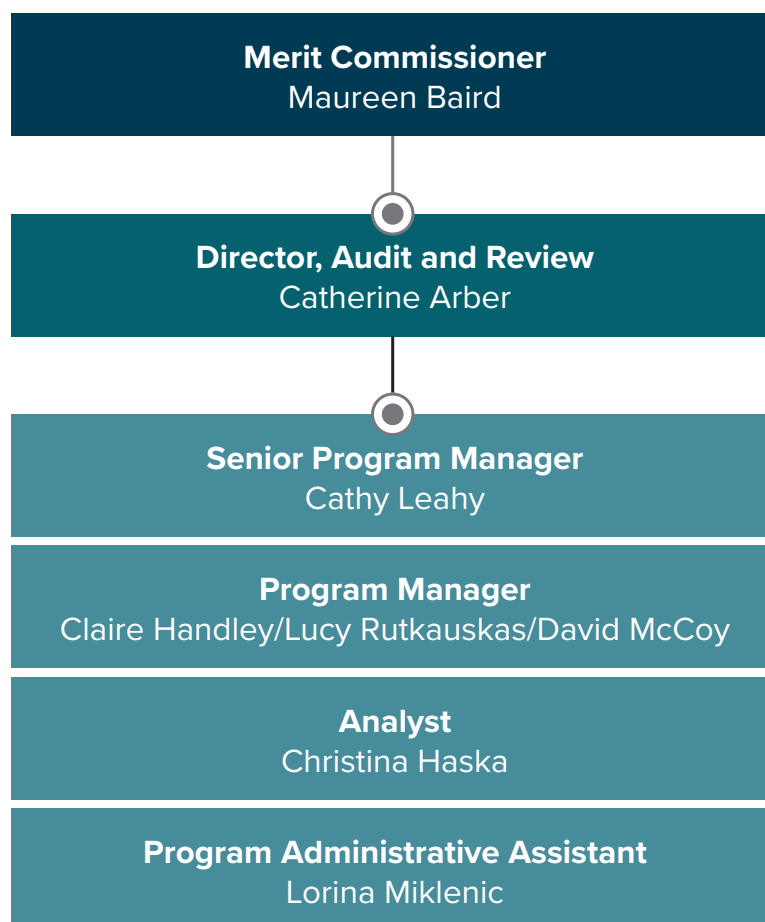 Merit Commissioner
Maureen Baird
Director, Audit and Review
Catherine Arber
Senior Program Manager
Cathy Leahy
Program Manager
Claire Handley/Lucy Rutkauskas/David McCoy
Analyst
Christina Haska
Program Administrative Assistant
Lorina Miklenic